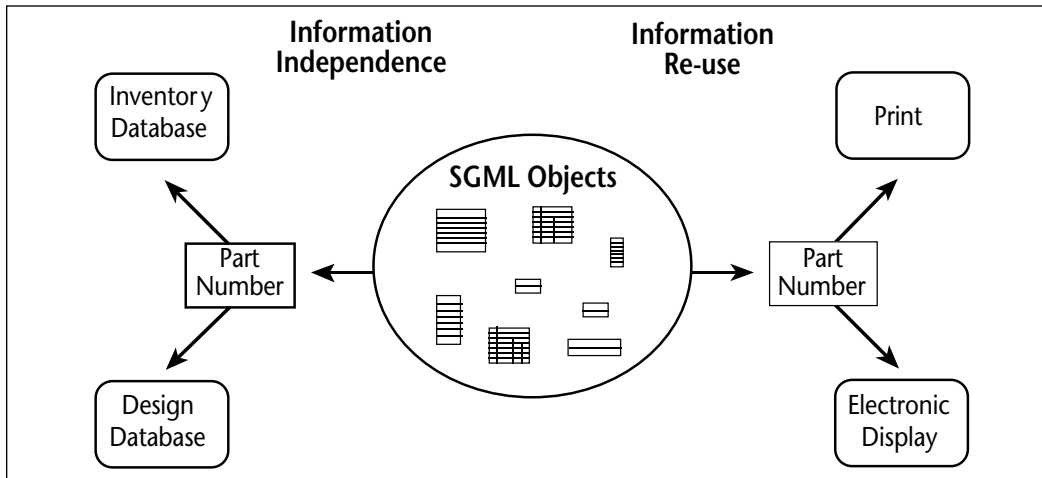 Information
Independence
Information
Re-use
Inventory
Database
Print
SGML Objects
Part
Number
Part
Number
Design
Database
Electronic
Display